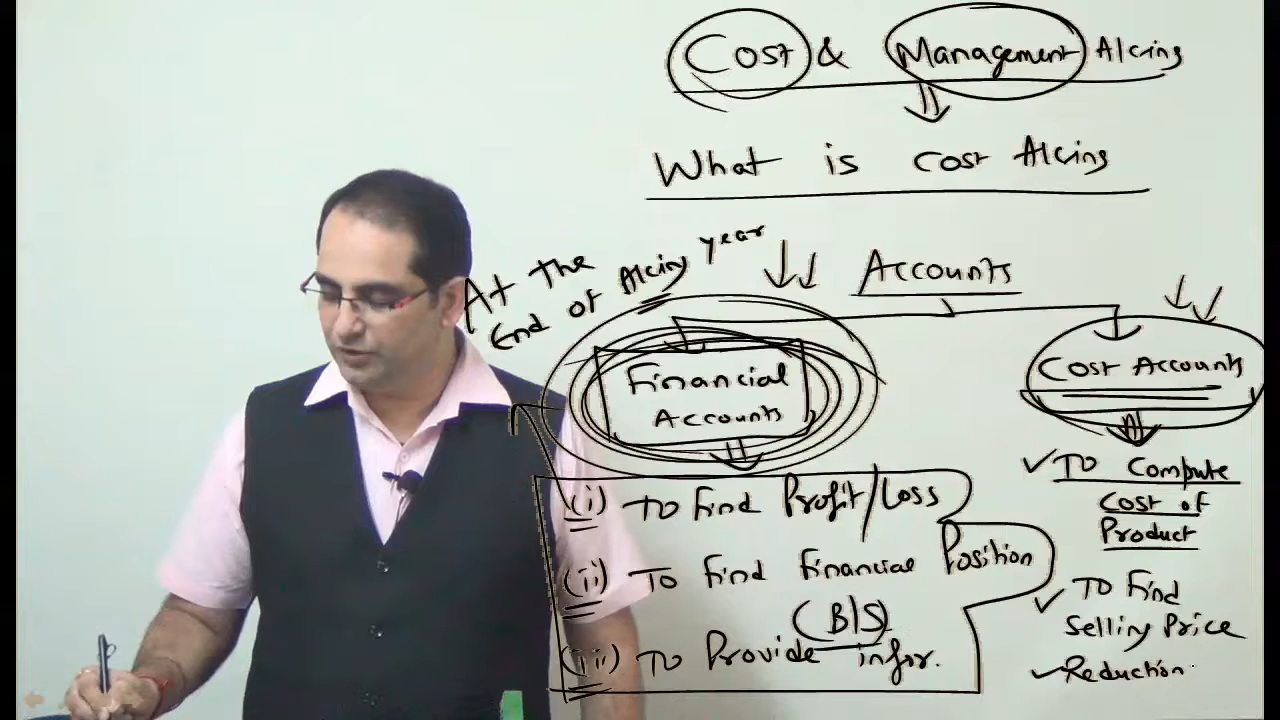 Cost & Management A/cing
What is cost A/cing
Accounts
At the
End of A/cing year
Financial
Accounts
(i) To Find Profit/Loss
(ii) To Find Financial Position
(B/S)
(iii) To Provide infor.
Cost Accounts
✓ To Compute
Cost of
Product
✓ To Find
Selling Price
✓ Reduction